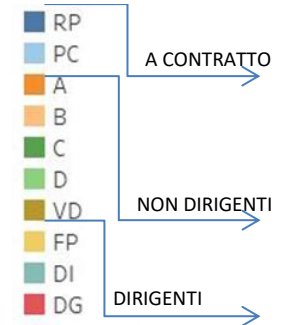 RP
PC
A CONTRATTO
A
B
C
D
VD
NON DIRIGENTI
FP
DI
DG
DIRIGENTI